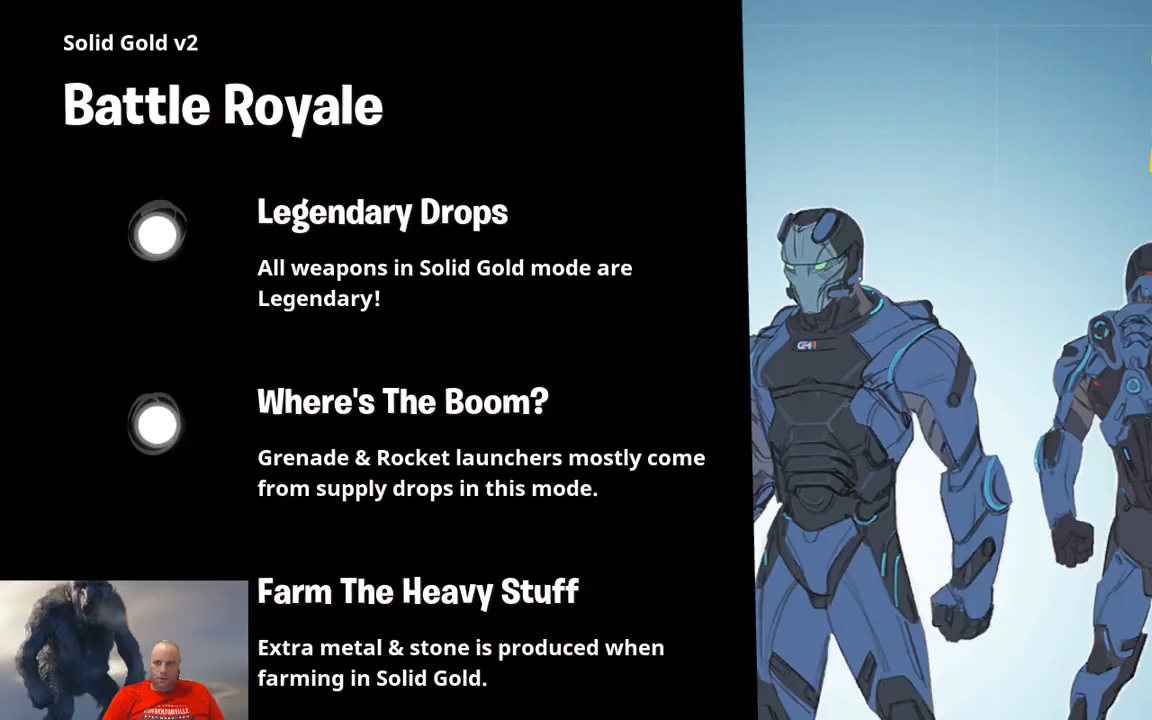 Solid Gold v2
Battle Royale
Legendary Drops
All weapons in Solid Gold mode are
Legendary!
Where's The Boom?
Grenade & Rocket launchers mostly come
from supply drops in this mode.
Farm The Heavy Stuff
Extra metal & stone is produced when
farming in Solid Gold.